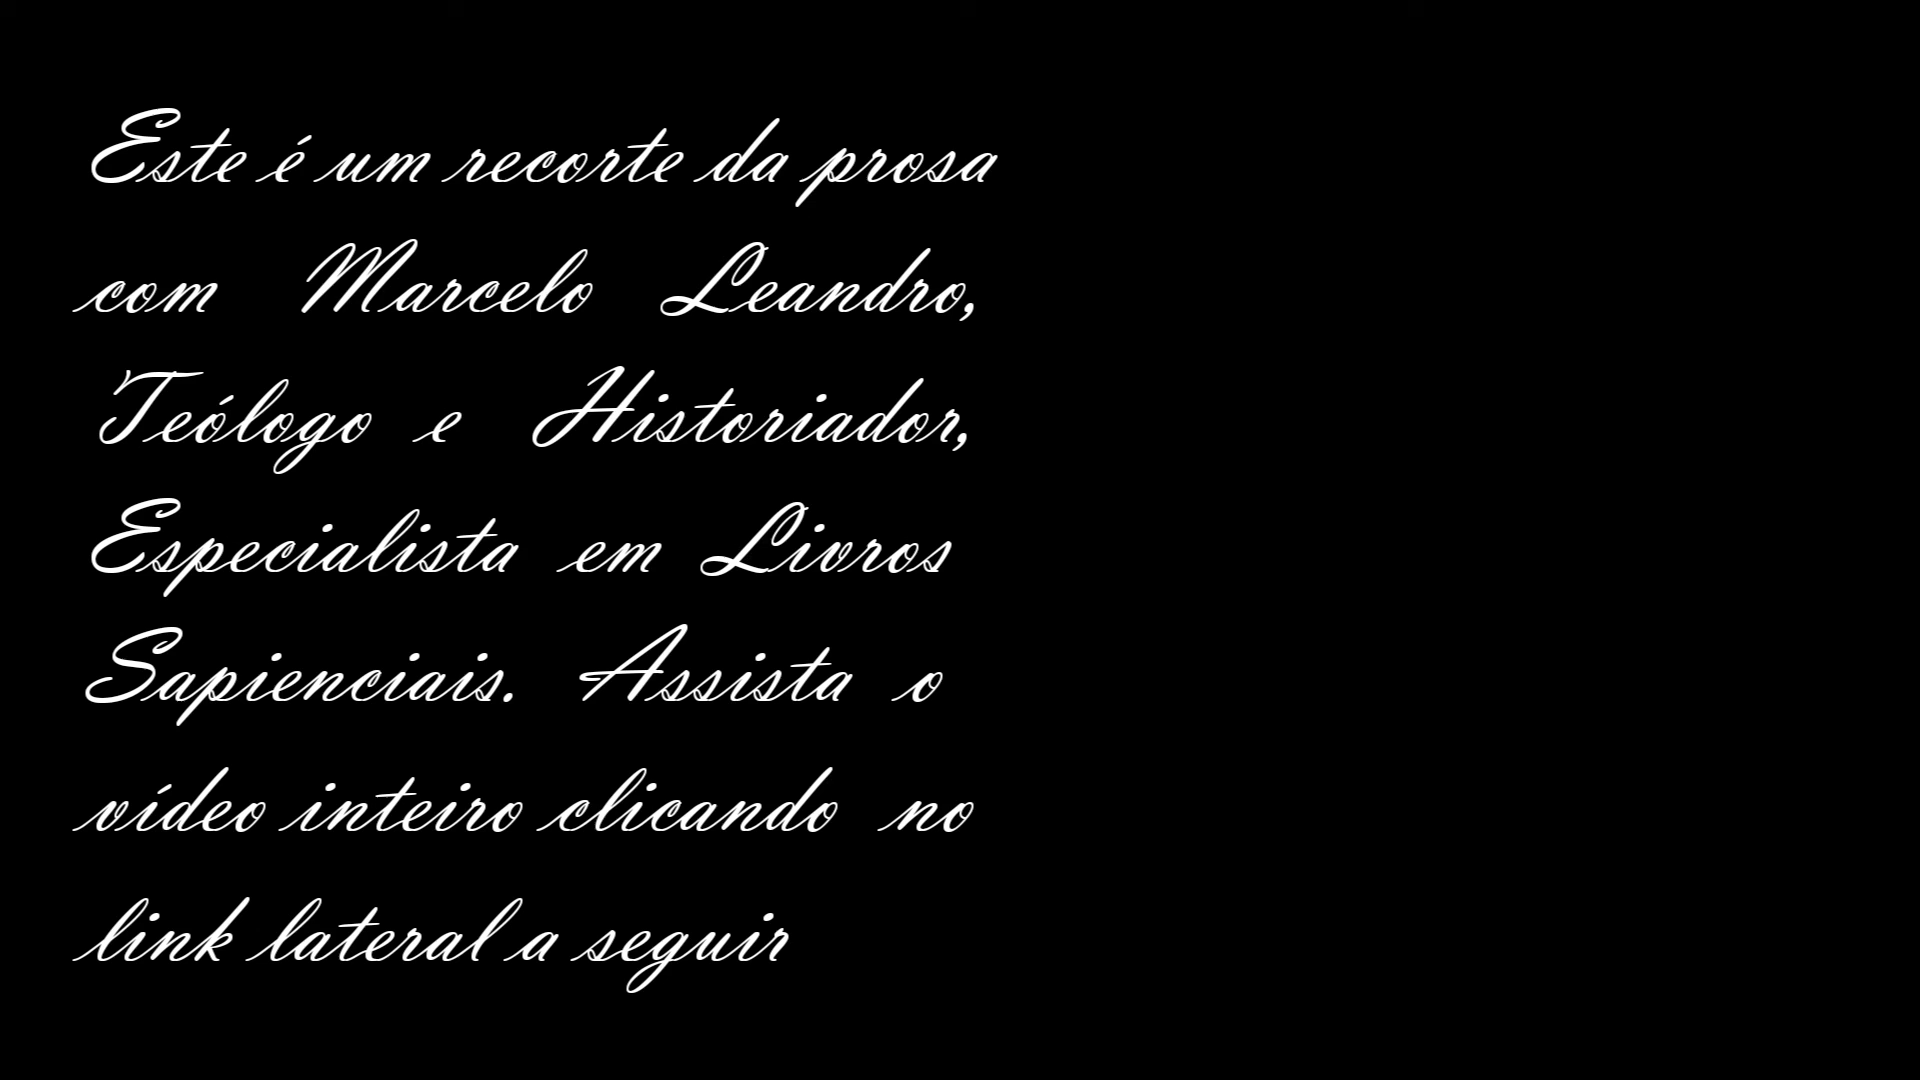 Este é um recorte da prosa
com Marcelo Leandro,
Teólogo e Historiador,
Especialista em Livros
Sapienciais. Assista o
vídeo inteiro clicando no
link lateral a seguir